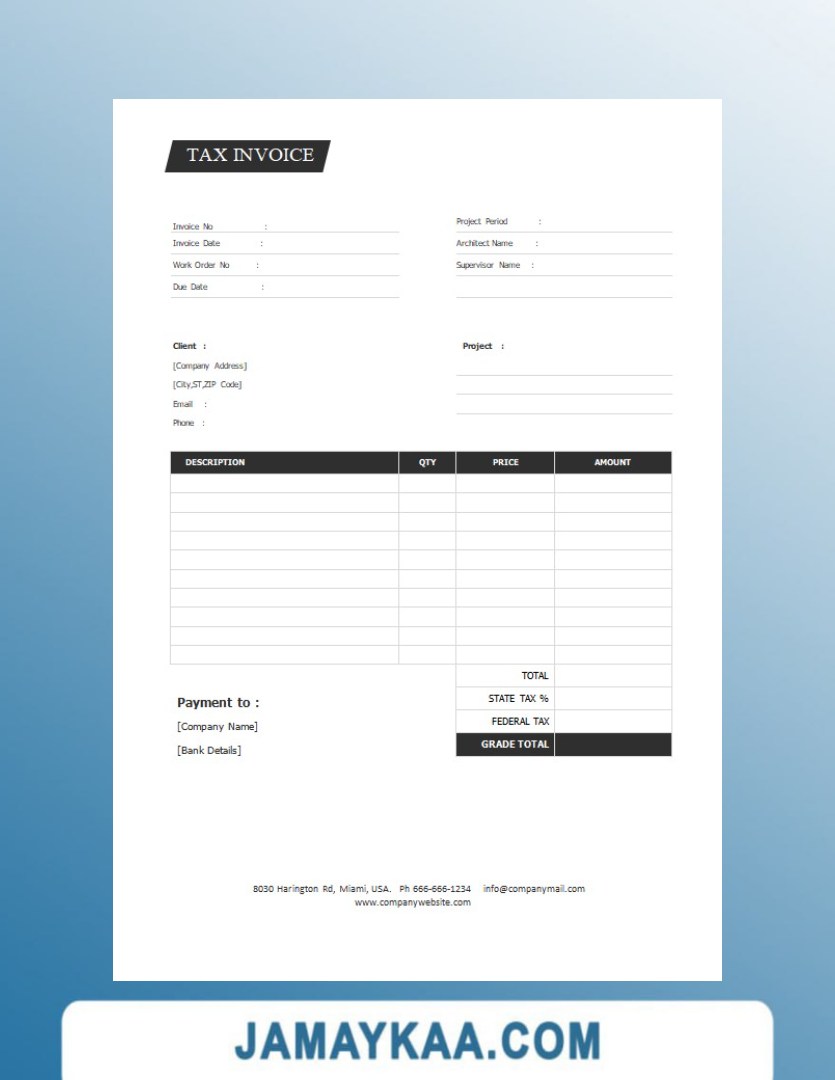 TAX INVOICE
Invoice No :
Invoice Date :
Work Order No :
Due Date :
Project Period :
Architect Name :
Supervisor Name :
Client :
[Company Address]
[City,ST,ZIP Code]
Email :
Phone :
Project :
DESCRIPTION QTY PRICE AMOUNT
TOTAL
STATE TAX %
FEDERAL TAX
GRADE TOTAL
Payment to :
[Company Name]
[Bank Details]
8030 Harington Rd, Miami, USA. Ph 666-666-1234 info@companymail.com
www.companywebsite.com
JAMAYKAA.COM